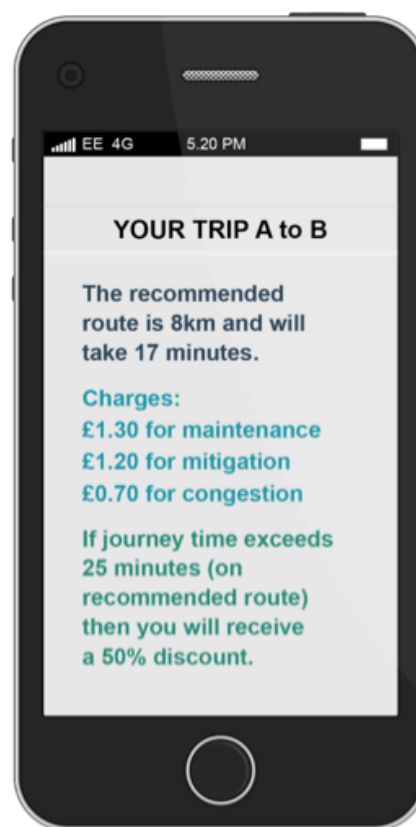 EE 4G 5.20 PM
YOUR TRIP A to B
The recommended
route is 8km and will
take 17 minutes.
Charges:
£1.30 for maintenance
£1.20 for mitigation
£0.70 for congestion
If journey time exceeds
25 minutes (on
recommended route)
then you will receive
a 50% discount.